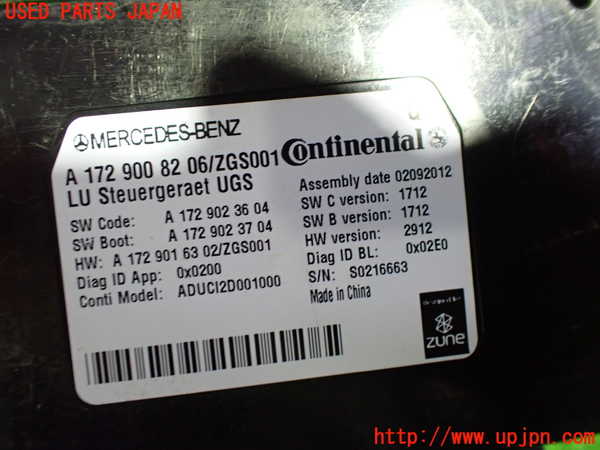 USED PARTS JAPAN
MERCEDES-BENZ
Continental
A 172 900 82 06/ZGS001
LU Steuergeraet UGS
SW Code: A 172 902 36 04
SW Boot: A 172 902 37 04
HW: A 172 901 63 02/ZGS001
Diag ID App: 0x0200
Conti Model: ADUCI2D001000
Assembly date 02092012
SW C version: 1712
SW B version: 1712
HW version: 2912
Diag ID BL: 0x02E0
S/N: S0216663
Made in China
zune
UPJ
http://www.upjpn.com/